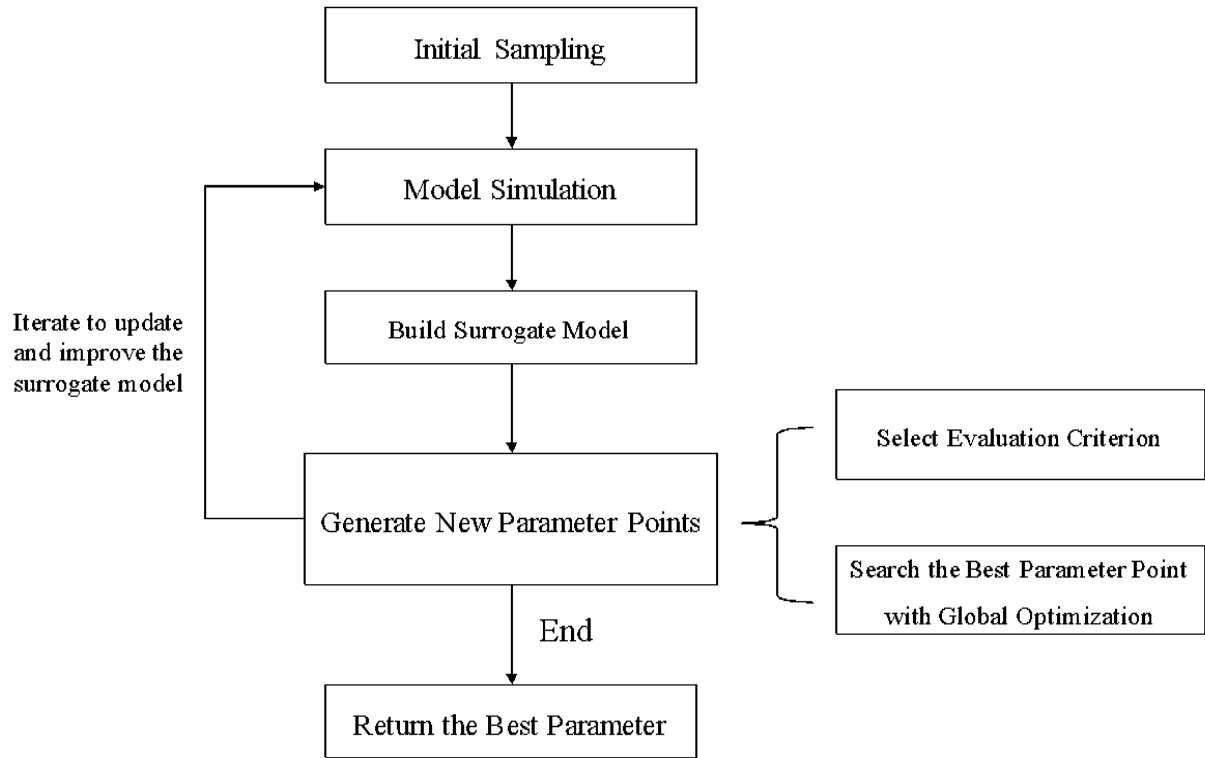 Initial Sampling
Model Simulation
Iterate to update
and improve the
surrogate model
Build Surrogate Model
Generate New Parameter Points
Select Evaluation Criterion
Search the Best Parameter Point
with Global Optimization
End
Return the Best Parameter